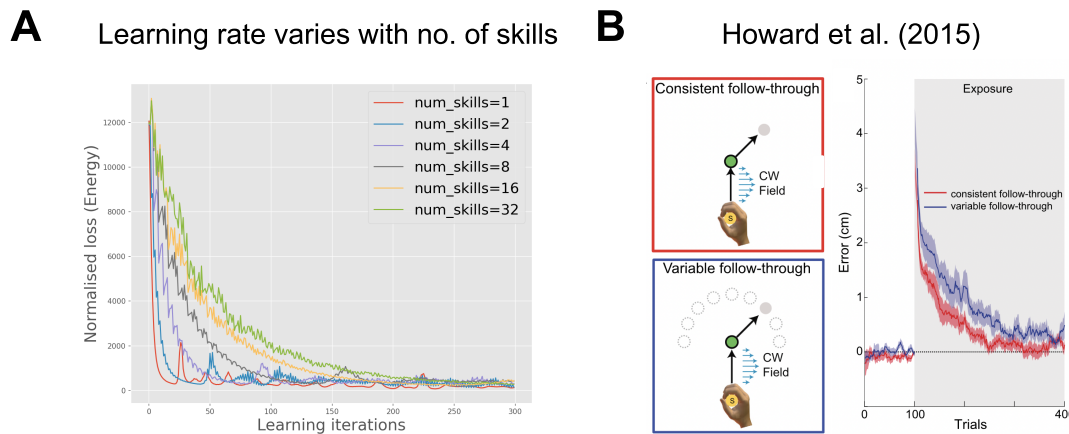 A
Learning rate varies with no. of skills
num_skills=1
num_skills=2
num_skills=4
num_skills=8
num_skills=16
num_skills=32
12000
10000
8000
6000
4000
2000
0
Normalised loss (Energy)
0 50 100 150 200 250 300
Learning iterations
B
Howard et al. (2015)
Consistent follow-through
CW
Field
S
Variable follow-through
CW
Field
S
Exposure
consistent follow-through
variable follow-through
5
4
3
2
1
0
Error (cm)
0 100 400
Trials